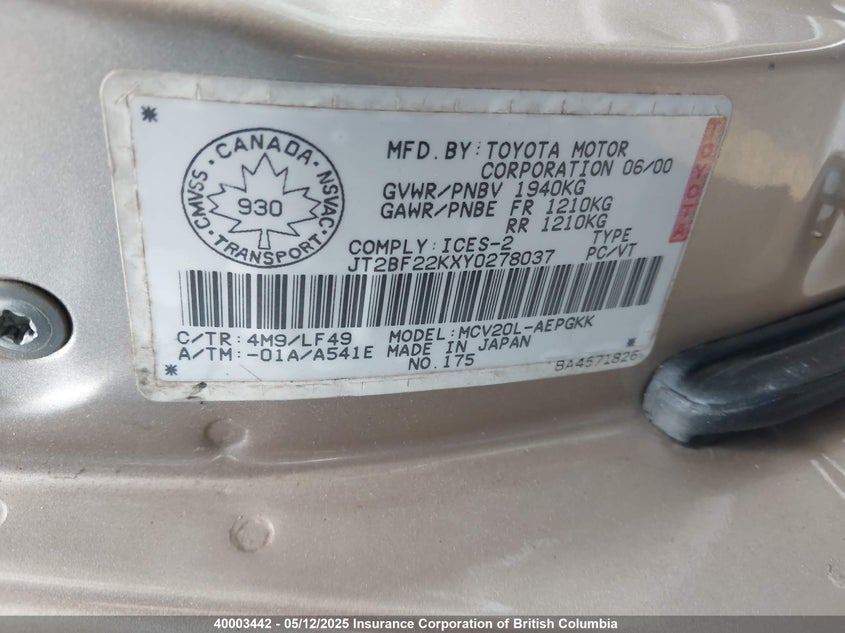 *
CMVSS · CANADA · NSVAC · TRANSPORT ·
930
MFD.BY:TOYOTA MOTOR
CORPORATION 06/00
GVWR/PNBV 1940KG
GAWR/PNBE FR 1210KG
RR 1210KG
COMPLY:ICES-2 TYPE
JT2BF22KXY0278037 PC/VT
TOYOTA
C/TR:4M9/LF49 MODEL:MCV20L-AEPGKK
A/TM:-01A/A541E MADE IN JAPAN
* NO.175 BA4671826 *
40003442 - 05/12/2025 Insurance Corporation of British Columbia